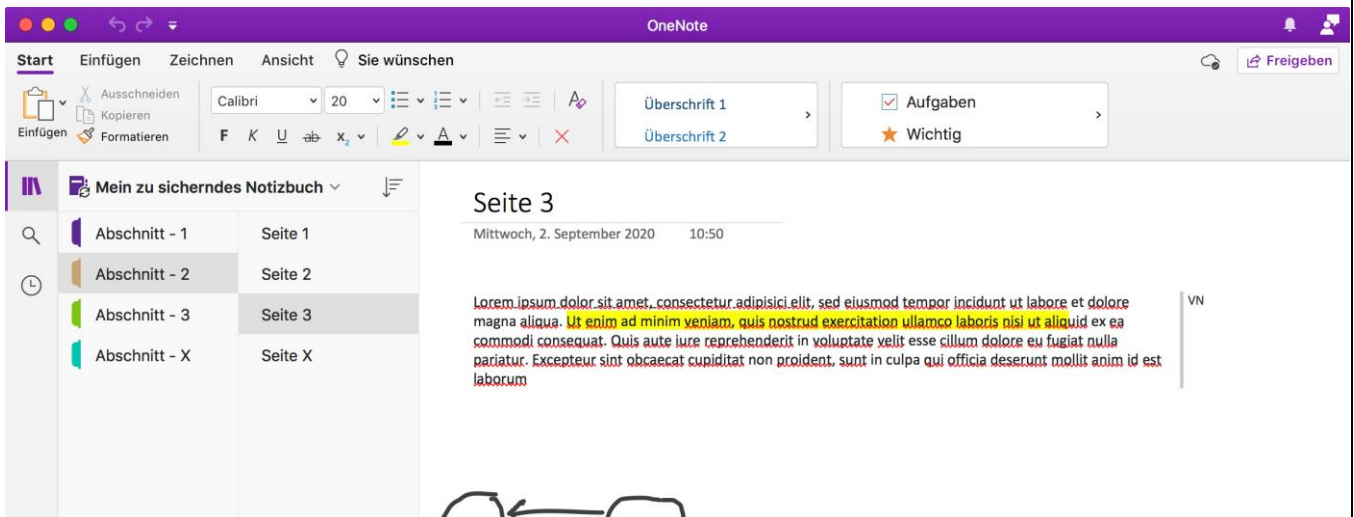 OneNote
Start Einfügen Zeichnen Ansicht Sie wünschen Freigeben
Einfügen
Ausschneiden
Kopieren
Formatieren
Calibri 20
F K U ab x₂ A
Überschrift 1
Überschrift 2
Aufgaben
Wichtig
Mein zu sicherndes Notizbuch
Abschnitt - 1
Abschnitt - 2
Abschnitt - 3
Abschnitt - X
Seite 1
Seite 2
Seite 3
Seite X
Seite 3
Mittwoch, 2. September 2020 10:50
Lorem ipsum dolor sit amet, consectetur adipisici elit, sed eiusmod tempor incidunt ut labore et dolore
magna aliqua. Ut enim ad minim veniam, quis nostrud exercitation ullamco laboris nisi ut aliquid ex ea
commodi consequat. Quis aute iure reprehenderit in voluptate velit esse cillum dolore eu fugiat nulla
pariatur. Excepteur sint obcaecat cupiditat non proident, sunt in culpa qui officia deserunt mollit anim id est
laborum
VN